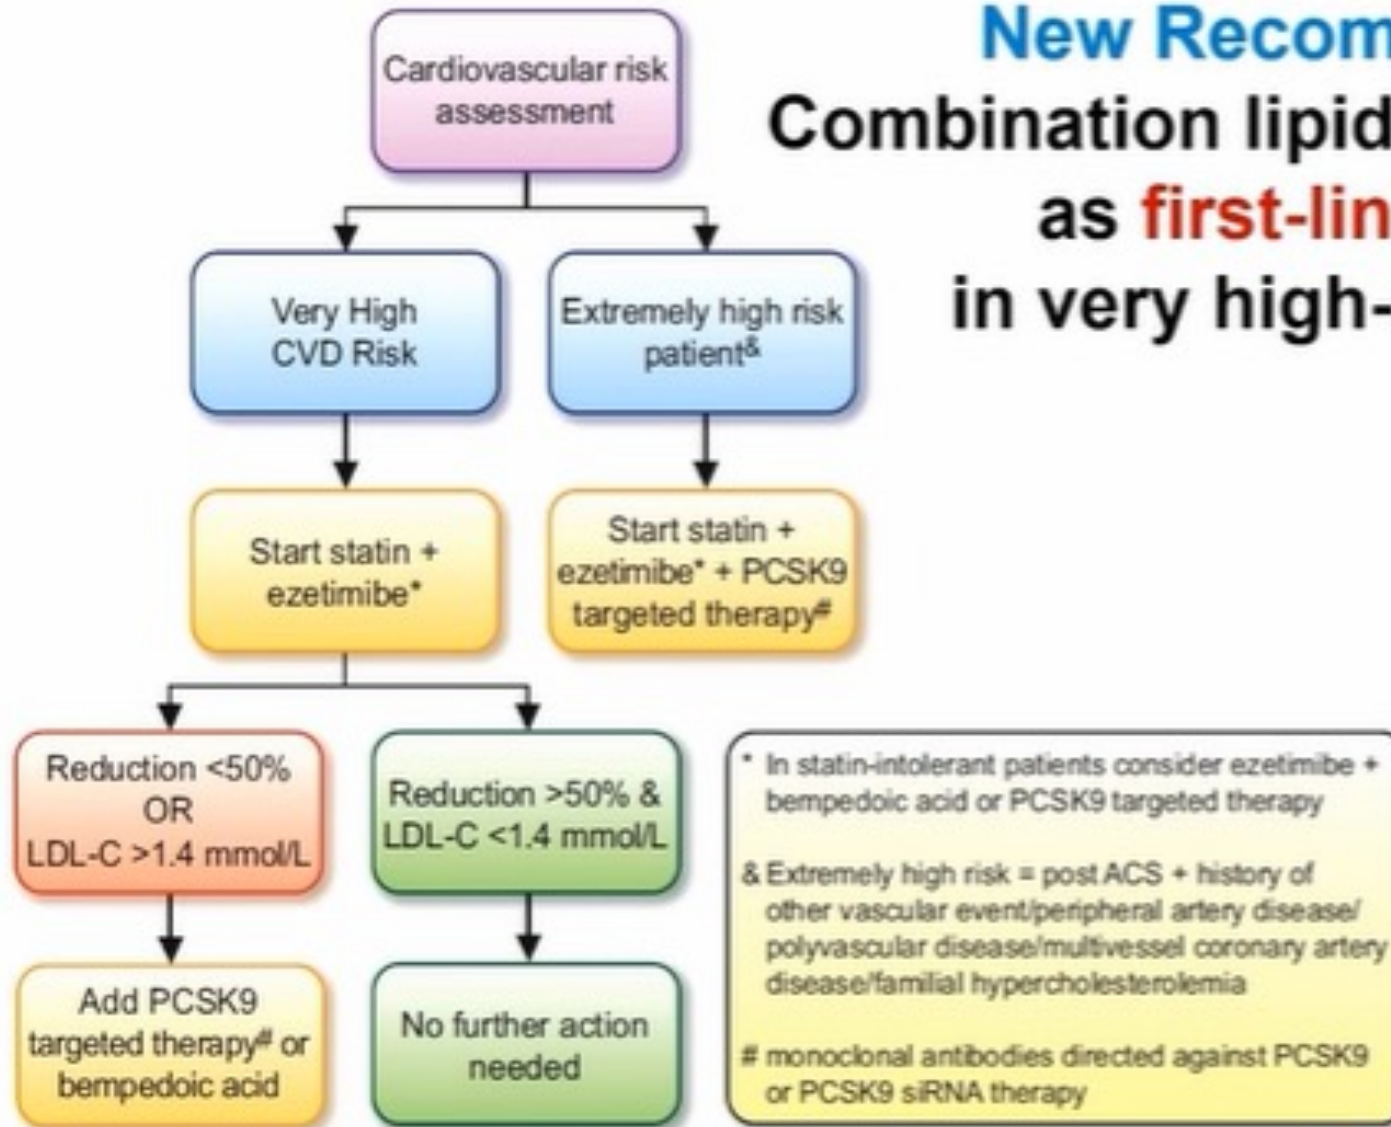 New Recom
Combination lipid
as first-lin
in very high-
Cardiovascular risk
assessment
Very High
CVD Risk
Extremely high risk
patient&
Start statin +
ezetimibe*
Start statin +
ezetimibe* + PCSK9
targeted therapy#
Reduction <50%
OR
LDL-C >1.4 mmol/L
Reduction >50% &
LDL-C <1.4 mmol/L
Add PCSK9
targeted therapy# or
bempedoic acid
No further action
needed
* In statin-intolerant patients consider ezetimibe +
bempedoic acid or PCSK9 targeted therapy
& Extremely high risk = post ACS + history of
other vascular event/peripheral artery disease/
polyvascular disease/multivessel coronary artery
disease/familial hypercholesterolemia
# monoclonal antibodies directed against PCSK9
or PCSK9 siRNA therapy